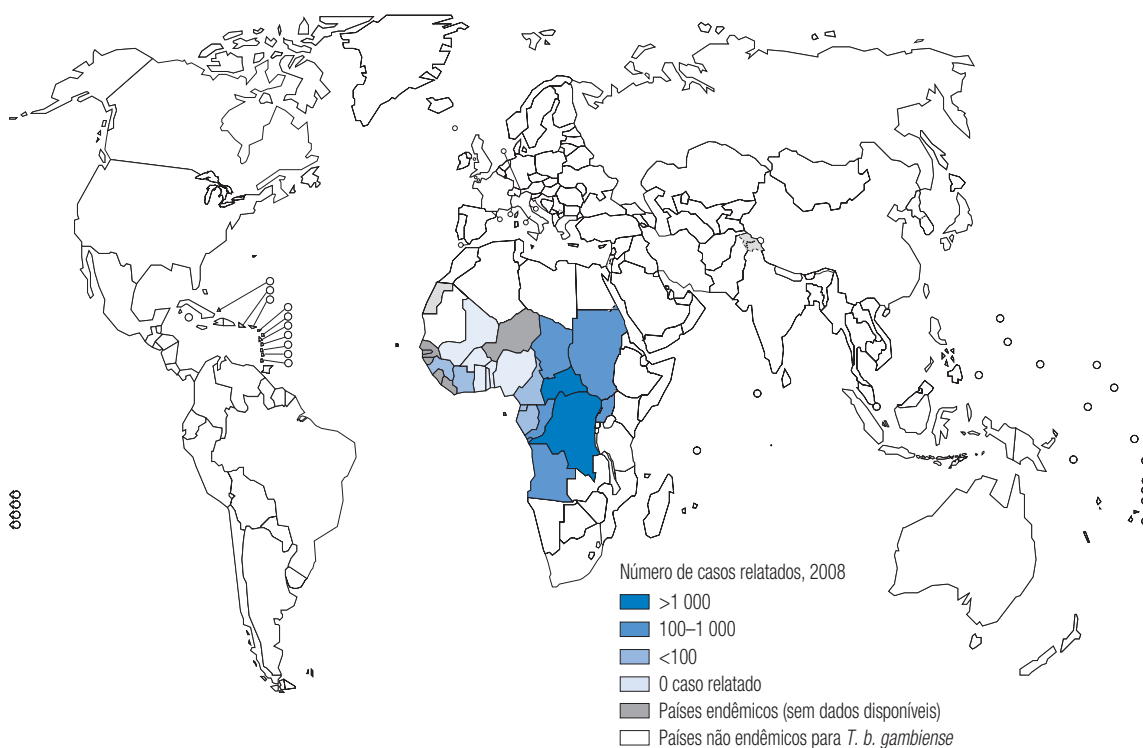 Número de casos relatados, 2008
>1 000
100–1 000
<100
0 caso relatado
Países endêmicos (sem dados disponíveis)
Países não endêmicos para T. b. gambiense